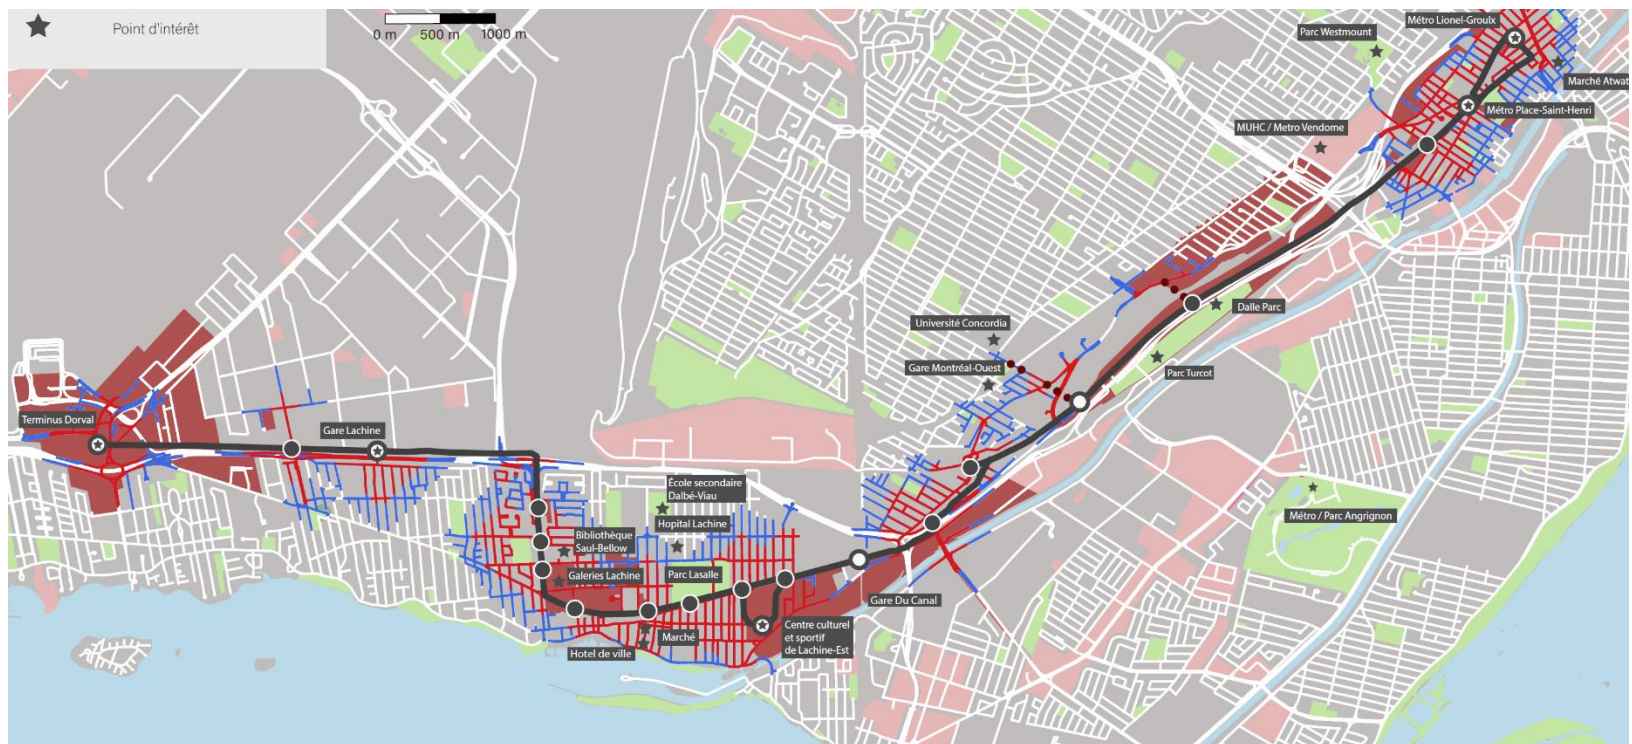 Point d'intérêt
0 m 500 m 1000 m
Métro Lionel-Groulx
Parc Westmount
Marché Atwat
Métro Place-Saint-Henri
MUHC / Metro Vendome
Dalle Parc
Université Concordia
Gare Montréal-Ouest
Parc Turcot
Terminus Dorval
Gare Lachine
École secondaire
Dalbé-Viau
Hopital Lachine
Métro / Parc Angrignon
Bibliothèque
Saul-Bellow
Galeries Lachine
Parc Lasalle
Gare Du Canal
Centre culturel
et sportif
de Lachine-Est
Marché
Hotel de ville